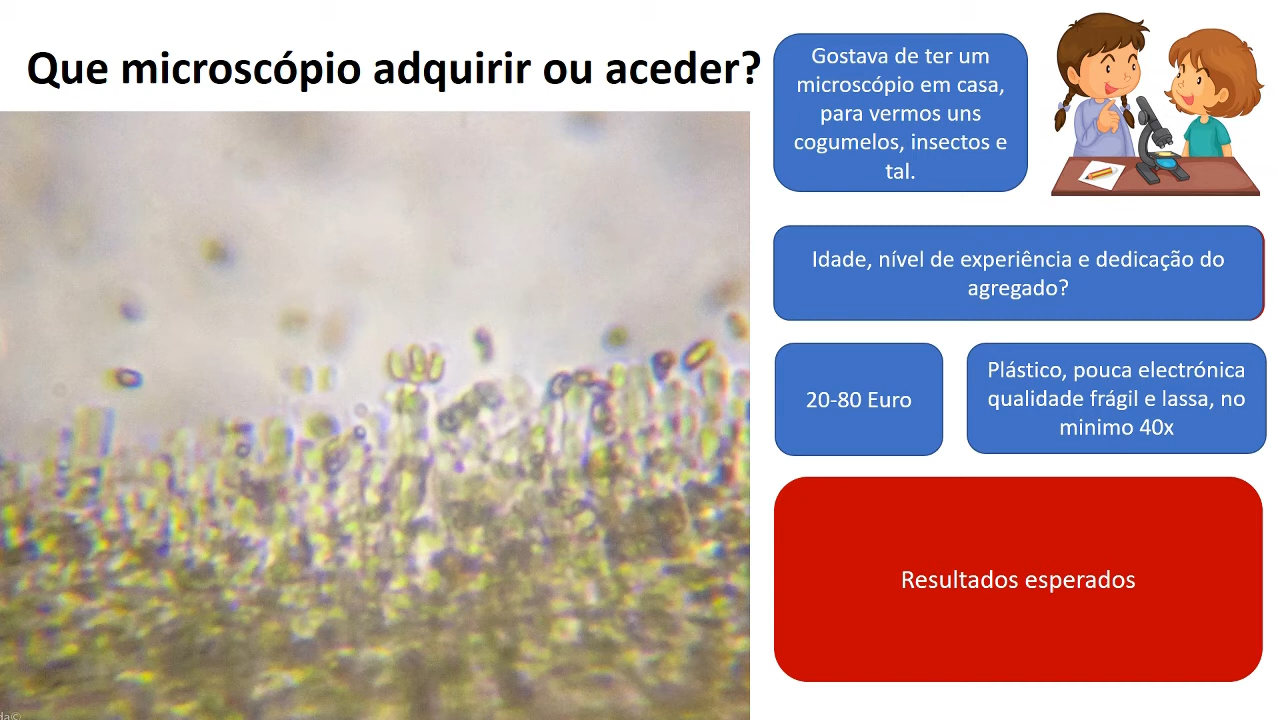 Que microscópio adquirir ou aceder?
Gostava de ter um
microscópio em casa,
para vermos uns
cogumelos, insectos e
tal.
Idade, nível de experiência e dedicação do
agregado?
20-80 Euro
Plástico, pouca electrónica
qualidade frágil e lassa, no
minimo 40x
Resultados esperados